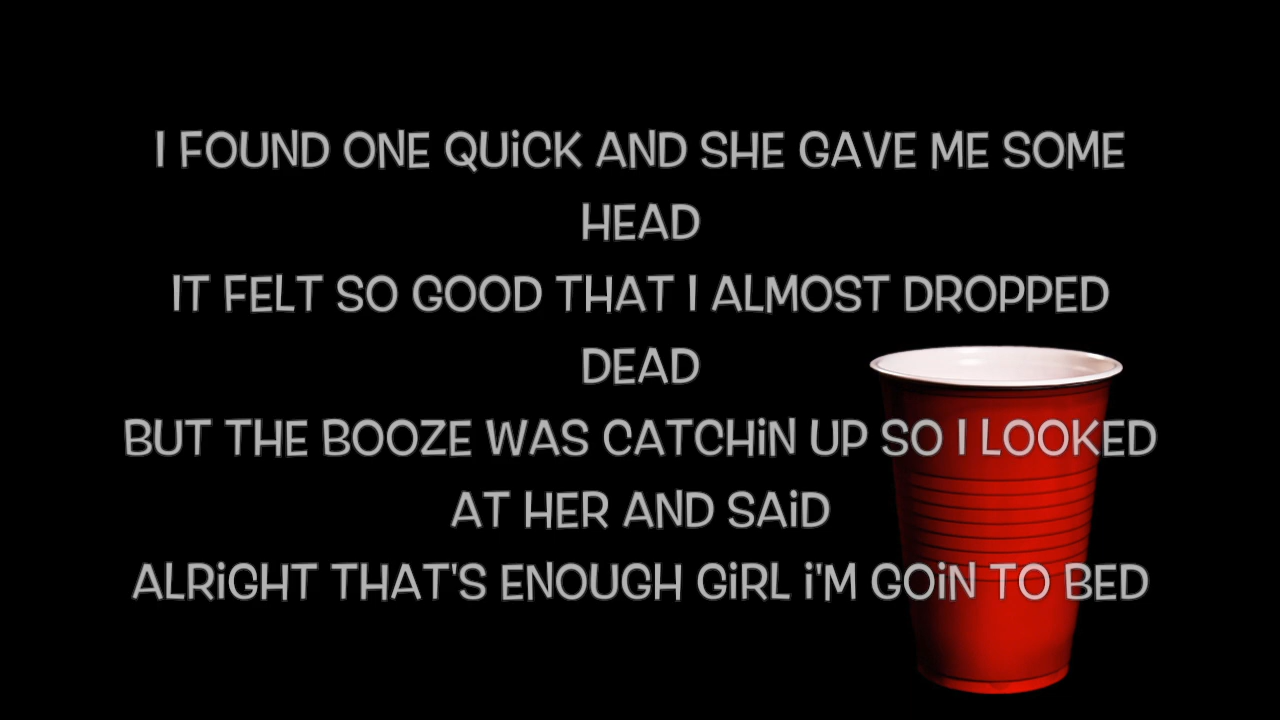 I FOUND ONE QUiCK AND SHE GAVE ME SOME
HEAD
IT FELT SO GOOD THAT I ALMOST DROPPED
DEAD
BUT THE BOOZE WAS CATCHiN UP SO I LOOKED
AT HER AND SAiD
ALRiGHT THAT'S ENOUGH GiRL i'M GOiN TO BED